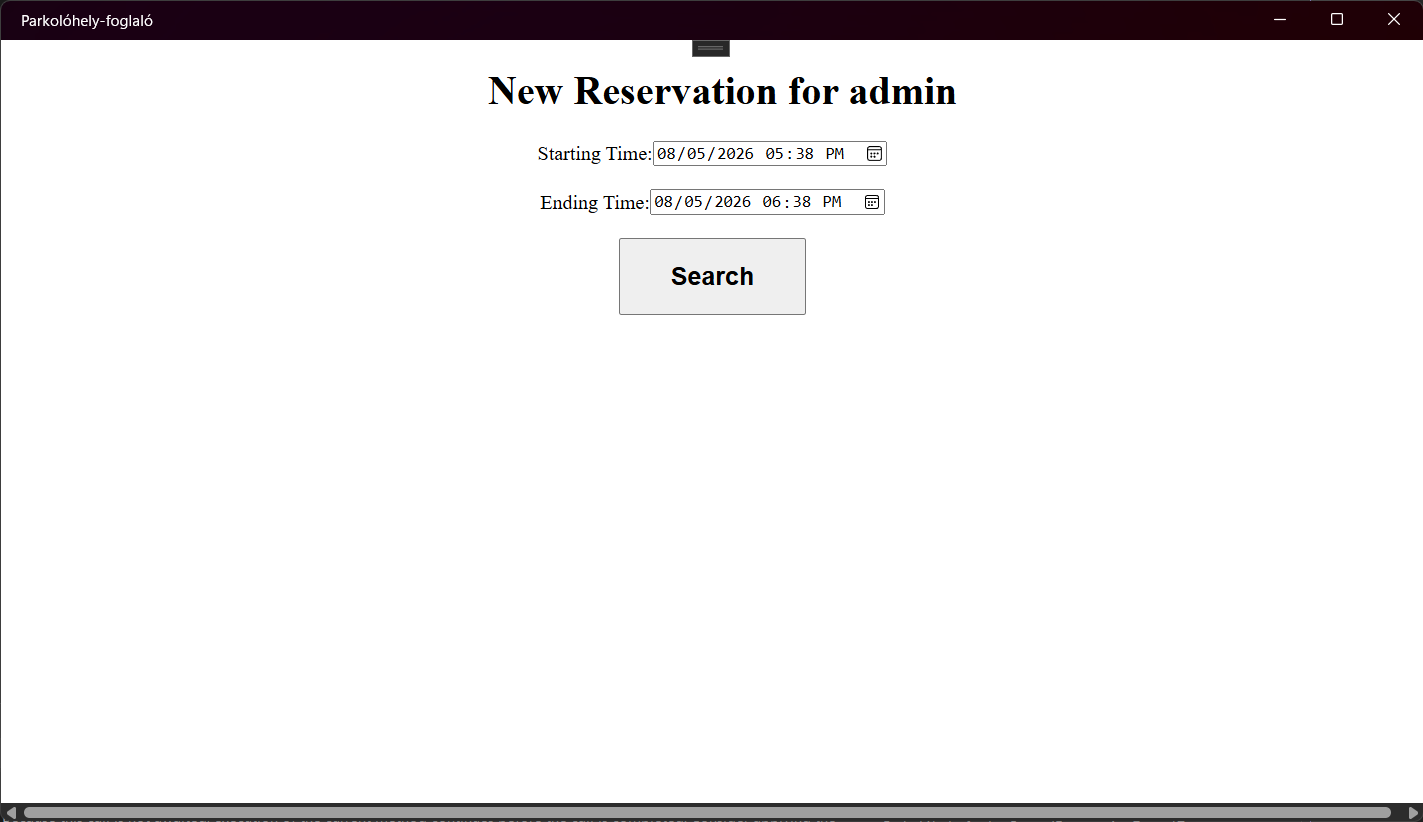 Parkolóhely-foglaló
New Reservation for admin
Starting Time: 08/05/2026 05:38 PM
Ending Time: 08/05/2026 06:38 PM
Search